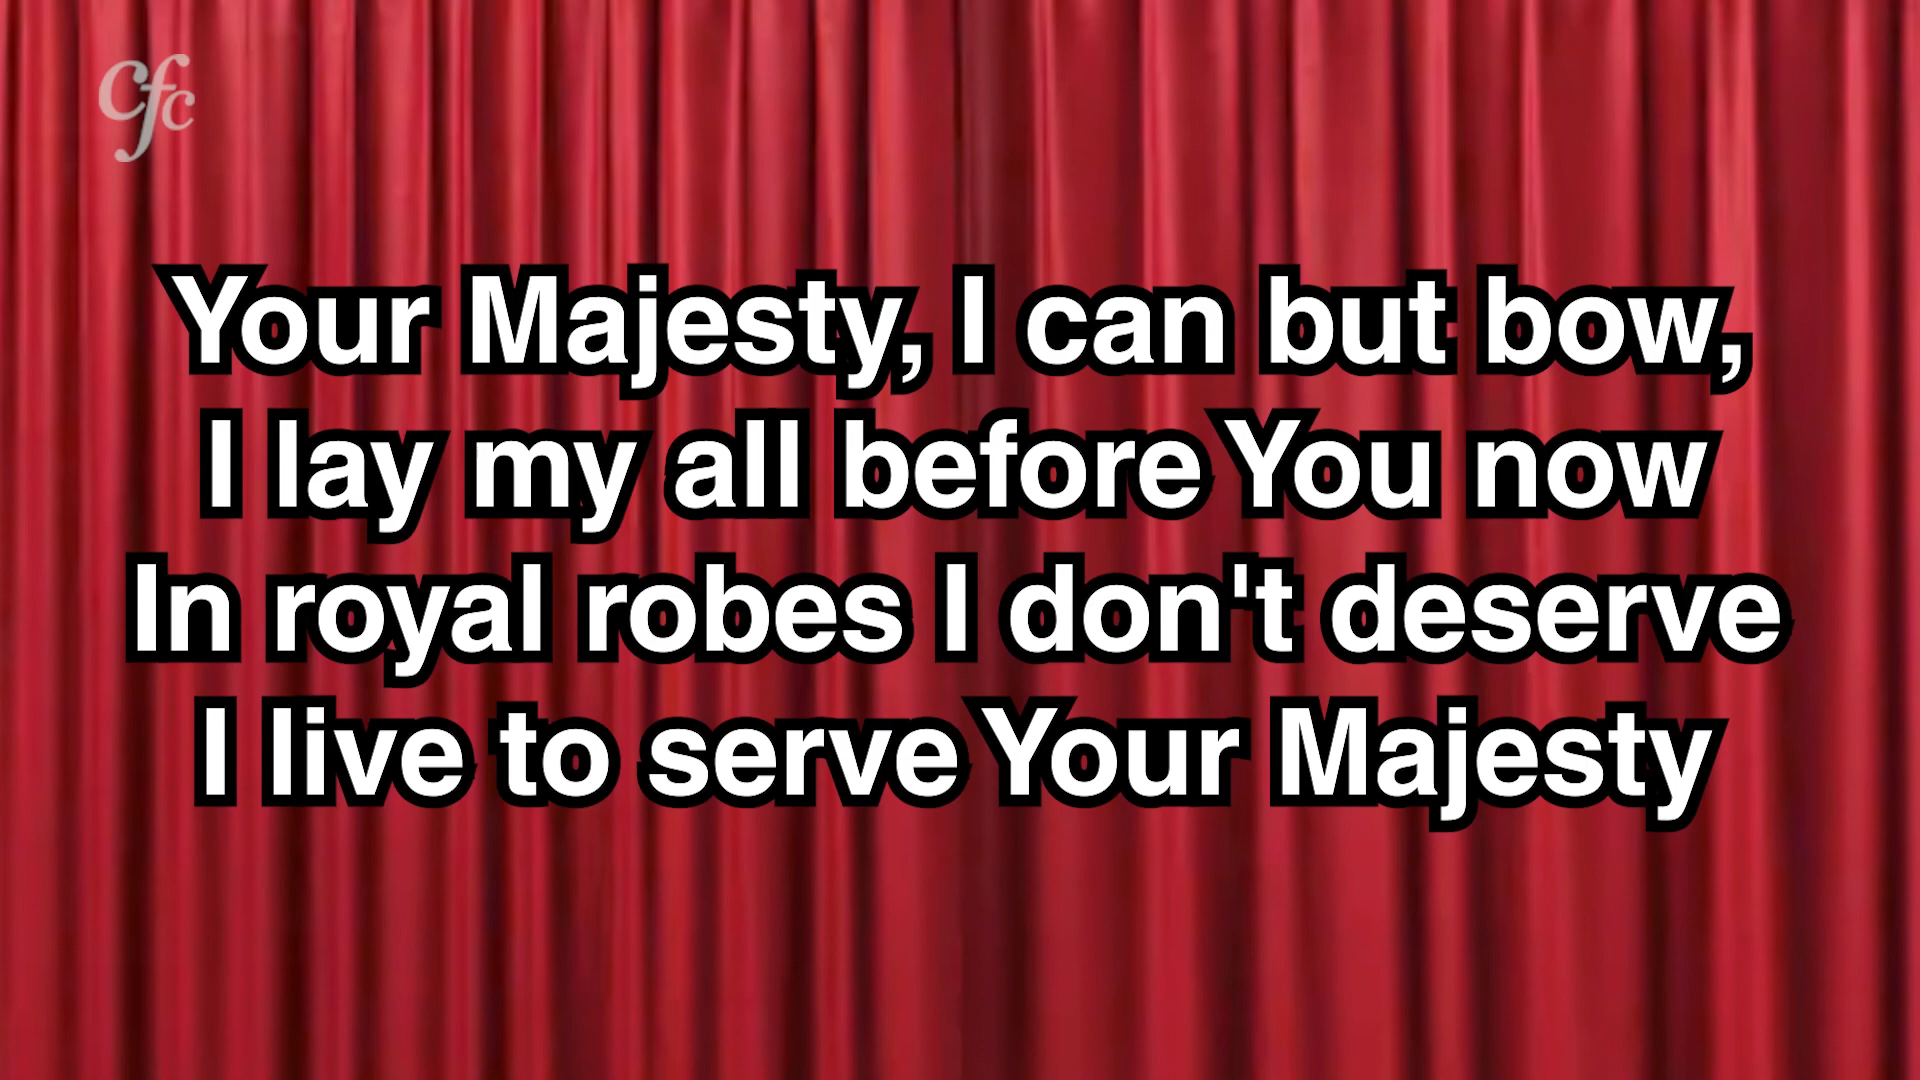 cfc
Your Majesty, I can but bow,
I lay my all before You now
In royal robes I don't deserve
I live to serve Your Majesty